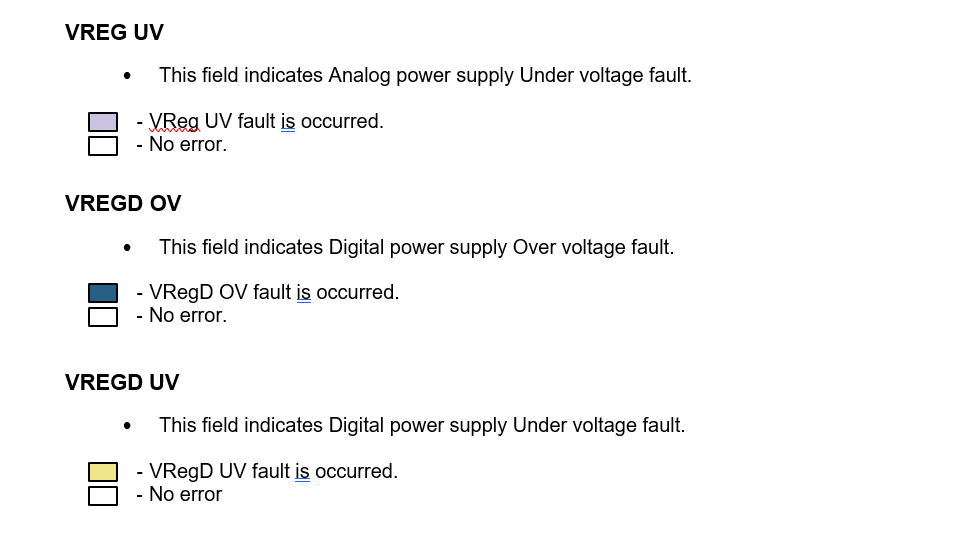 VREG UV
• This field indicates Analog power supply Under voltage fault.
- VReg UV fault is occurred.
- No error.
VREGD OV
• This field indicates Digital power supply Over voltage fault.
- VRegD OV fault is occurred.
- No error.
VREGD UV
• This field indicates Digital power supply Under voltage fault.
- VRegD UV fault is occurred.
- No error